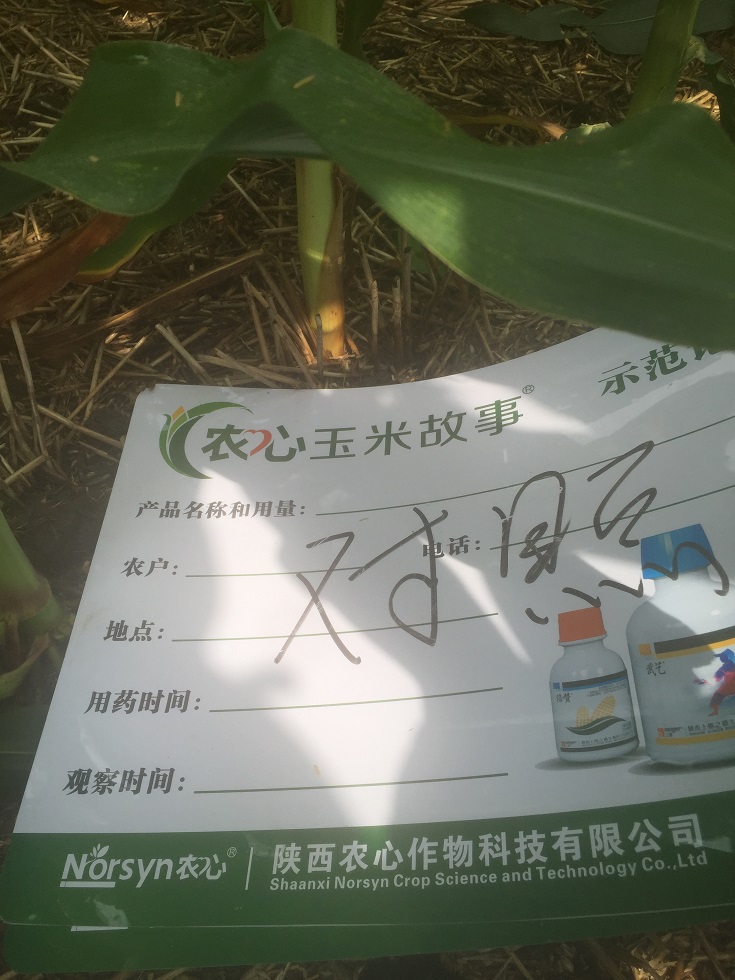 农心玉米故事®
示范
产品名称和用量:
对照
农户:
电话:
地点:
用药时间:
观察时间:
武艺
Norsyn农心® | 陕西农心作物科技有限公司
Shaanxi Norsyn Crop Science and Technology Co.,Ltd